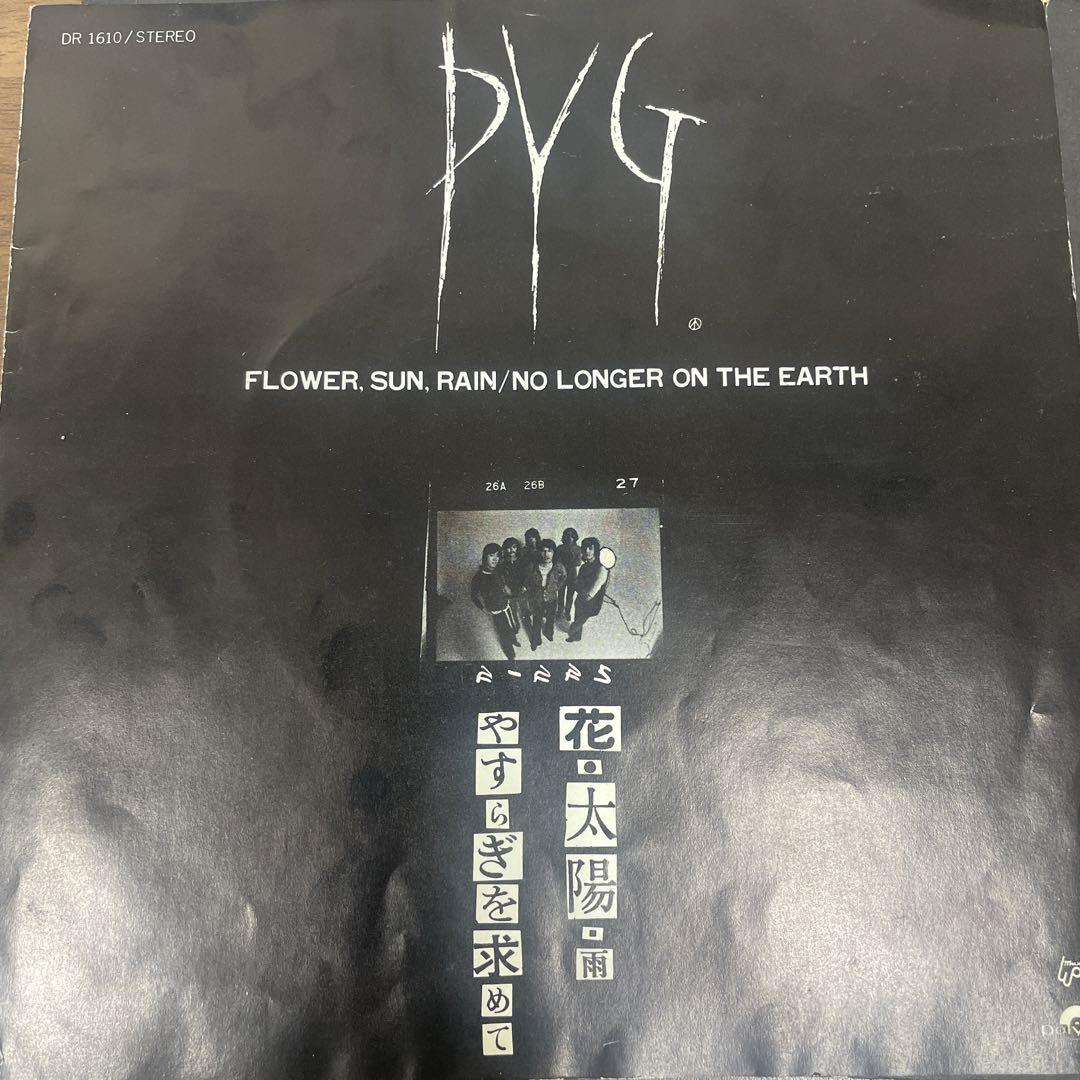 DR 1610/STEREO
PYG
FLOWER, SUN, RAIN/NO LONGER ON THE EARTH
26A 26B 27
花・太陽・雨
やすらぎを求めて